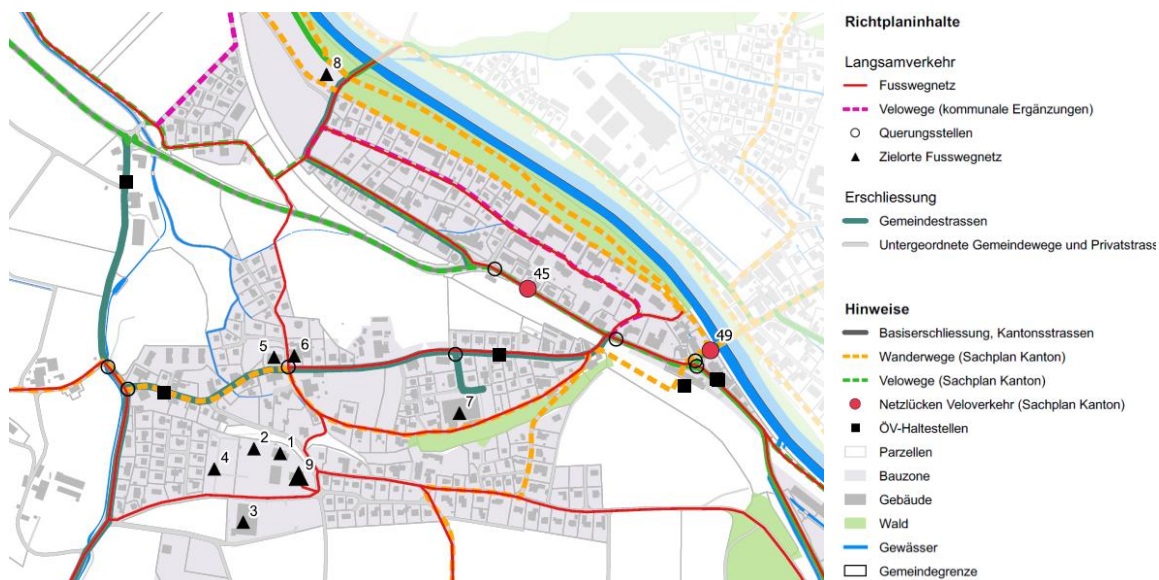 8
45
49
5
6
7
2
1
4
9
3
Richtplaninhalte
Langsamverkehr
Fusswegnetz
Velowege (kommunale Ergänzungen)
Querungsstellen
Zielorte Fusswegnetz
Erschliessung
Gemeindestrassen
Untergeordnete Gemeindewege und Privatstrass
Hinweise
Basiserschliessung, Kantonsstrassen
Wanderwege (Sachplan Kanton)
Velowege (Sachplan Kanton)
Netzlücken Veloverkehr (Sachplan Kanton)
ÖV-Haltestellen
Parzellen
Bauzone
Gebäude
Wald
Gewässer
Gemeindegrenze